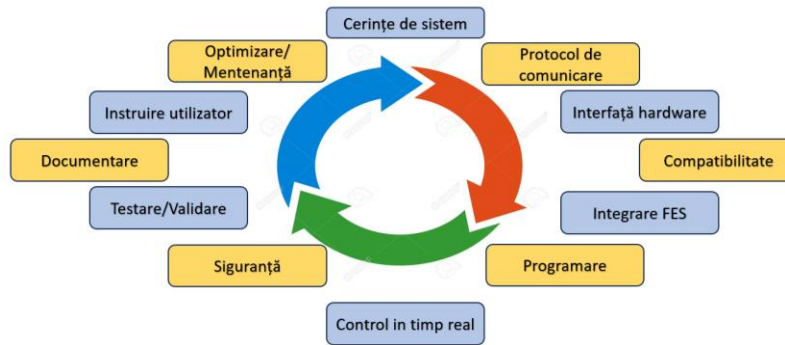 Cerințe de sistem
Protocol de
comunicare
Interfață hardware
Compatibilitate
Integrare FES
Programare
Control in timp real
Siguranță
Testare/Validare
Documentare
Instruire utilizator
Optimizare/
Mentenanță